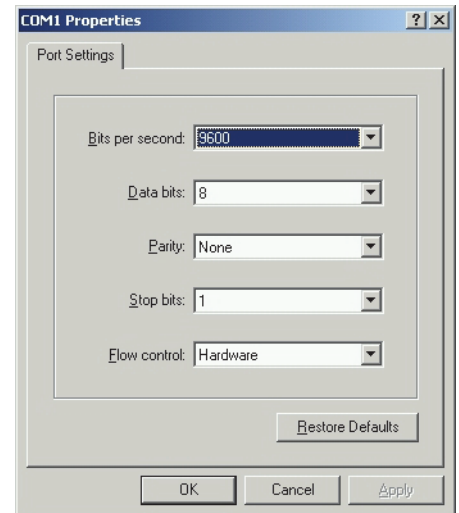 COM1 Properties
Port Settings
Bits per second: 9600
Data bits: 8
Parity: None
Stop bits: 1
Flow control: Hardware
Restore Defaults
OK Cancel Apply